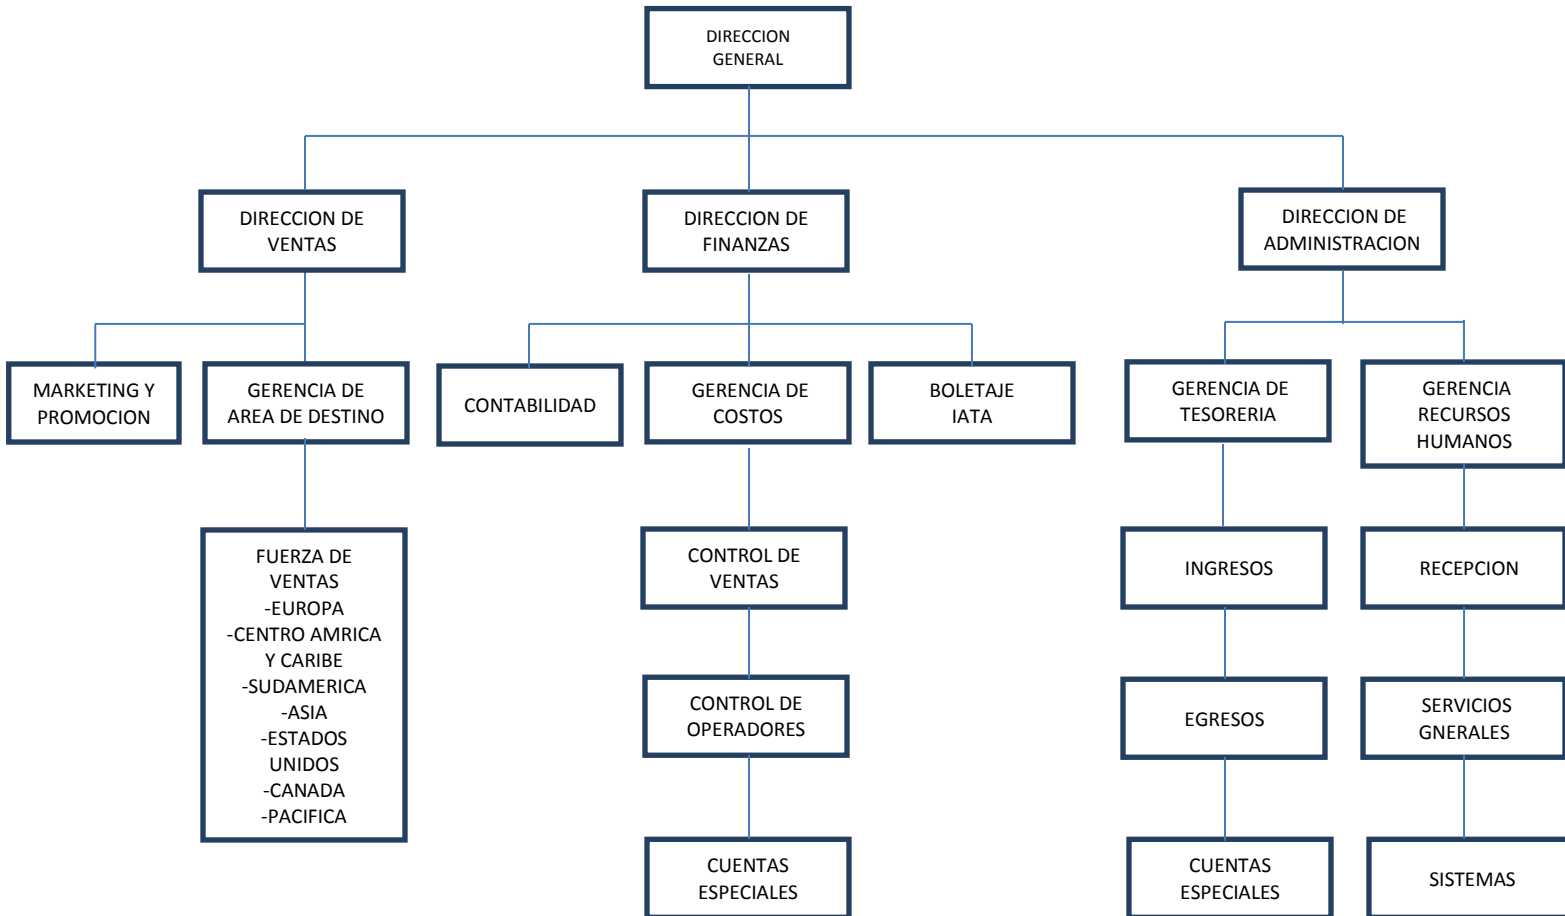 DIRECCION
GENERAL
DIRECCION DE
VENTAS
DIRECCION DE
FINANZAS
DIRECCION DE
ADMINISTRACION
MARKETING Y
PROMOCION
GERENCIA DE
AREA DE DESTINO
CONTABILIDAD
GERENCIA DE
COSTOS
BOLETAJE
IATA
GERENCIA DE
TESORERIA
GERENCIA
RECURSOS
HUMANOS
FUERZA DE
VENTAS
-EUROPA
-CENTRO AMRICA
Y CARIBE
-SUDAMERICA
-ASIA
-ESTADOS
UNIDOS
-CANADA
-PACIFICA
CONTROL DE
VENTAS
INGRESOS
RECEPCION
CONTROL DE
OPERADORES
EGRESOS
SERVICIOS
GNERALES
CUENTAS
ESPECIALES
CUENTAS
ESPECIALES
SISTEMAS